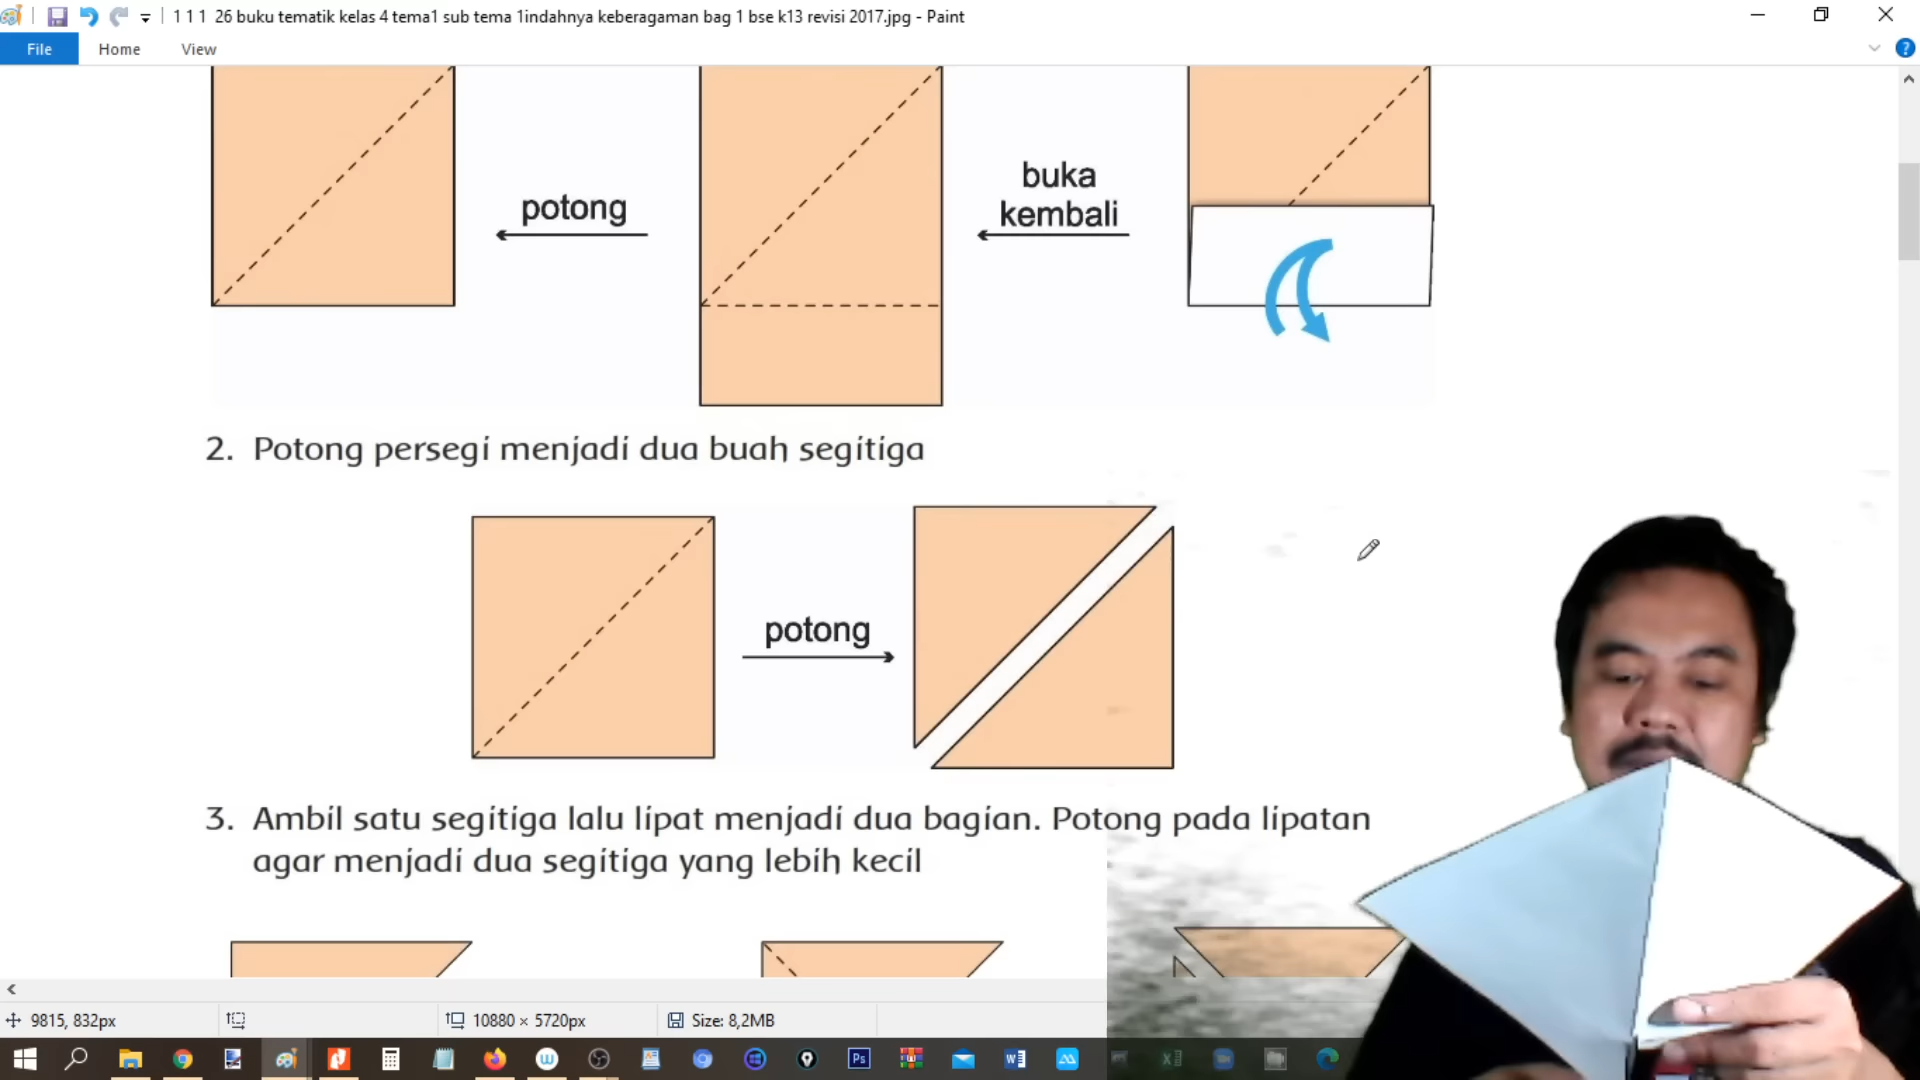 1 1 1 26 buku tematik kelas 4 tema1 sub tema 1indahnya keberagaman bag 1 bse k13 revisi 2017.jpg - Paint
File Home View
potong
buka
kembali
2. Potong persegi menjadi dua buah segitiga
potong
3. Ambil satu segitiga lalu lipat menjadi dua bagian. Potong pada lipatan
agar menjadi dua segitiga yang lebih kecil
9815, 832px
10880 × 5720px
Size: 8,2MB
Ps